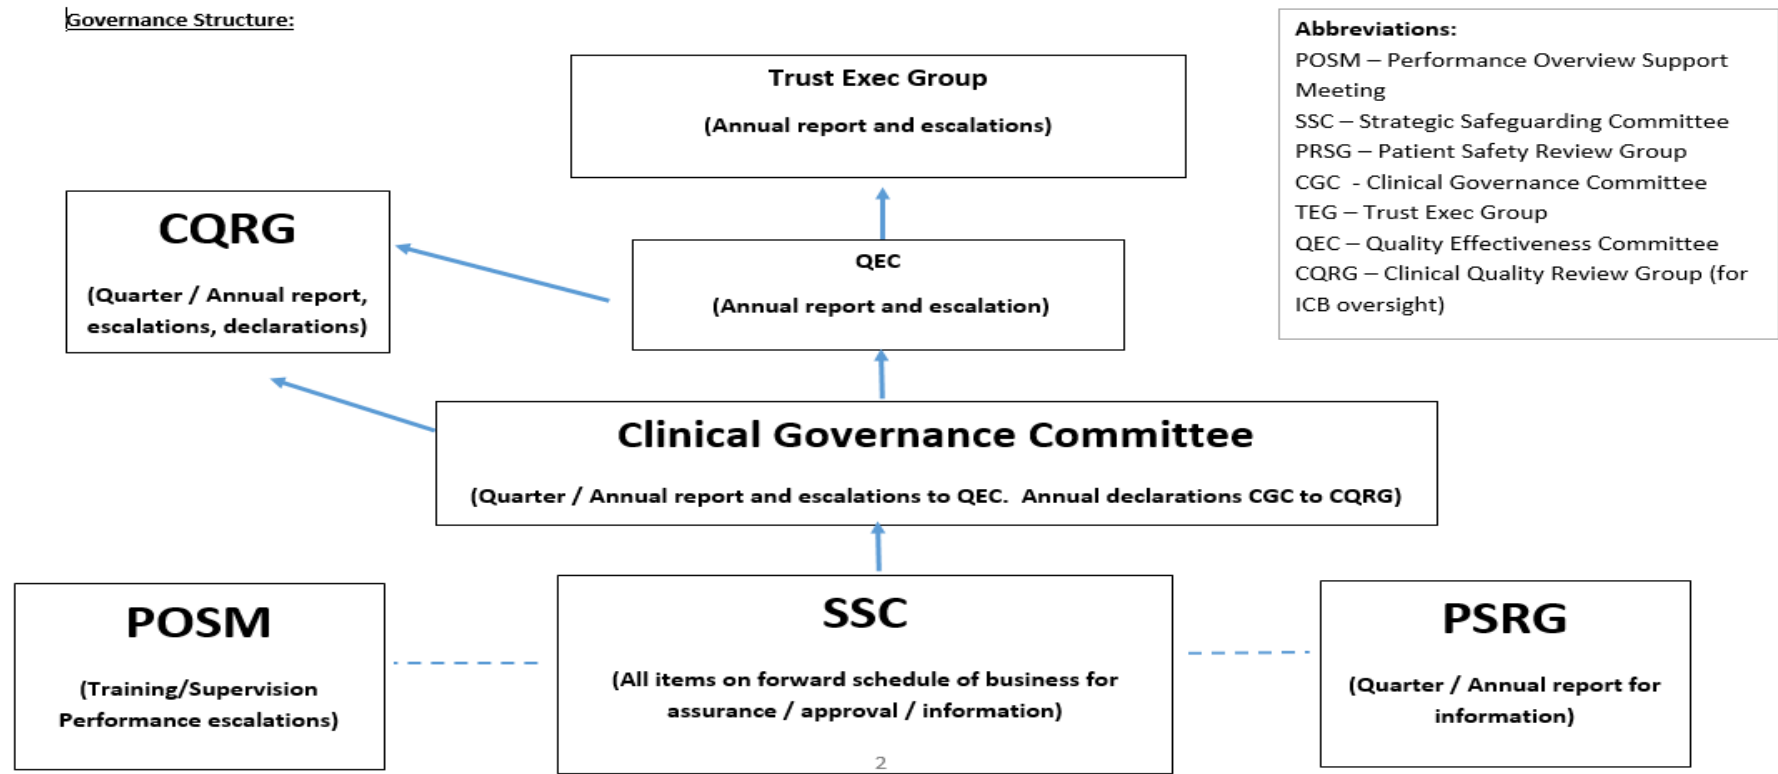 Governance Structure:
Abbreviations:
POSM – Performance Overview Support
Meeting
SSC – Strategic Safeguarding Committee
PRSG – Patient Safety Review Group
CGC  - Clinical Governance Committee
TEG – Trust Exec Group
QEC – Quality Effectiveness Committee
CQRG – Clinical Quality Review Group (for
ICB oversight)
Trust Exec Group
(Annual report and escalations)
CQRG
(Quarter / Annual report,
escalations, declarations)
QEC
(Annual report and escalation)
Clinical Governance Committee
(Quarter / Annual report and escalations to QEC.  Annual declarations CGC to CQRG)
POSM
(Training/Supervision
Performance escalations)
SSC
(All items on forward schedule of business for
assurance / approval / information)
PSRG
(Quarter / Annual report for
information)
2